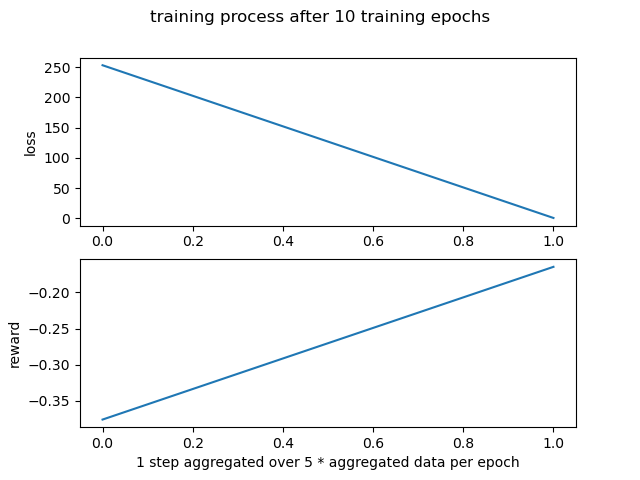 training process after 10 training epochs
250
200
150
100
50
0
loss
0.0 0.2 0.4 0.6 0.8 1.0
−0.20
−0.25
−0.30
−0.35
reward
0.0 0.2 0.4 0.6 0.8 1.0
1 step aggregated over 5 * aggregated data per epoch